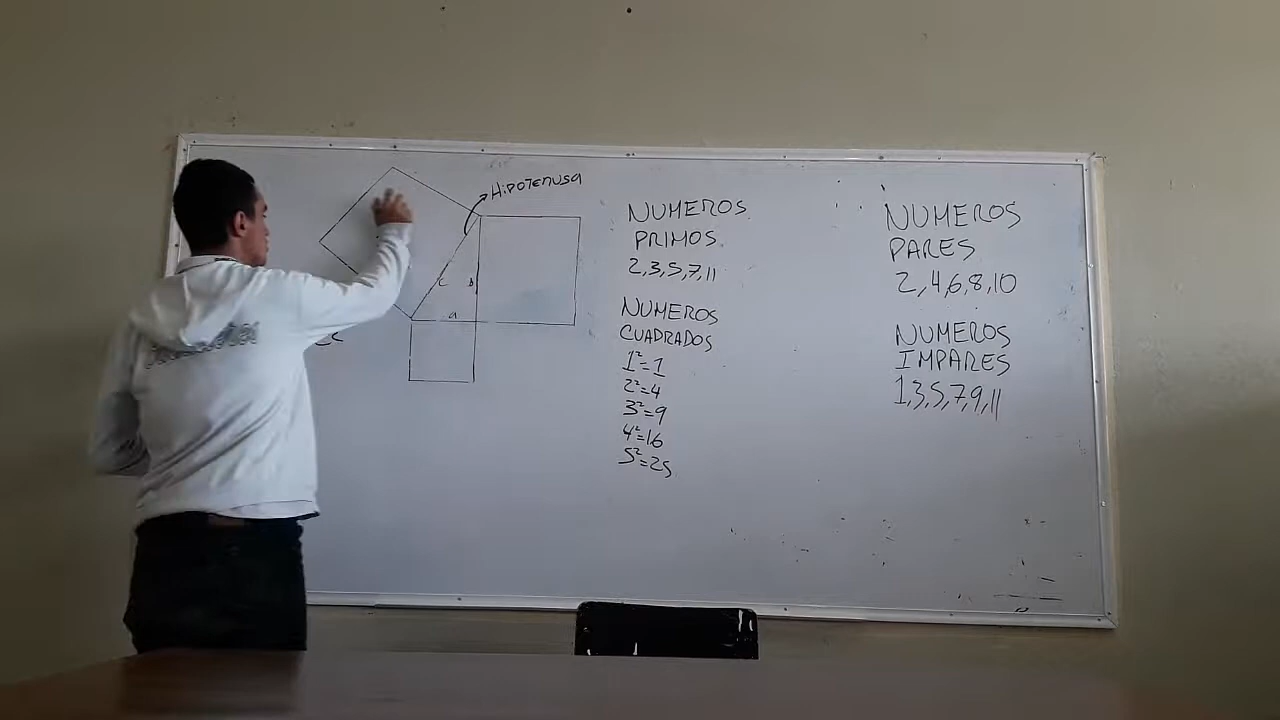 HIPOTENUSA
c
B
a
NUMEROS
PRIMOS
2,3,5,7,11
NUMEROS
CUADRADOS
1²=1
2²=4
3²=9
4²=16
5²=25
NUMEROS
PARES
2,4,6,8,10
NUMEROS
IMPARES
1,3,5,7,9,11